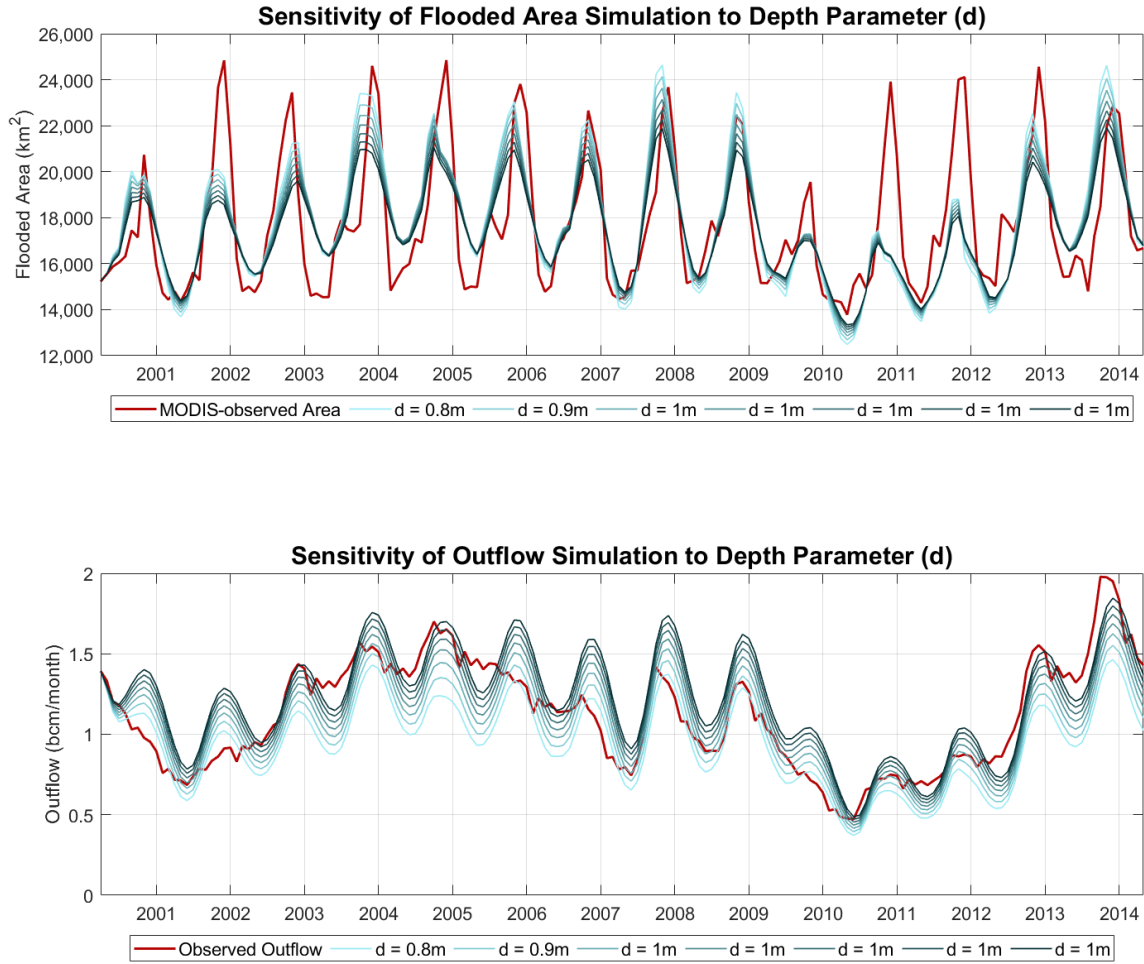 Sensitivity of Flooded Area Simulation to Depth Parameter (d)
Flooded Area (km²)
26,000
24,000
22,000
20,000
18,000
16,000
14,000
12,000
2001 2002 2003 2004 2005 2006 2007 2008 2009 2010 2011 2012 2013 2014
MODIS-observed Area d = 0.8m d = 0.9m d = 1m d = 1m d = 1m d = 1m d = 1m
Sensitivity of Outflow Simulation to Depth Parameter (d)
Outflow (bcm/month)
2
1.5
1
0.5
0
2001 2002 2003 2004 2005 2006 2007 2008 2009 2010 2011 2012 2013 2014
Observed Outflow d = 0.8m d = 0.9m d = 1m d = 1m d = 1m d = 1m d = 1m